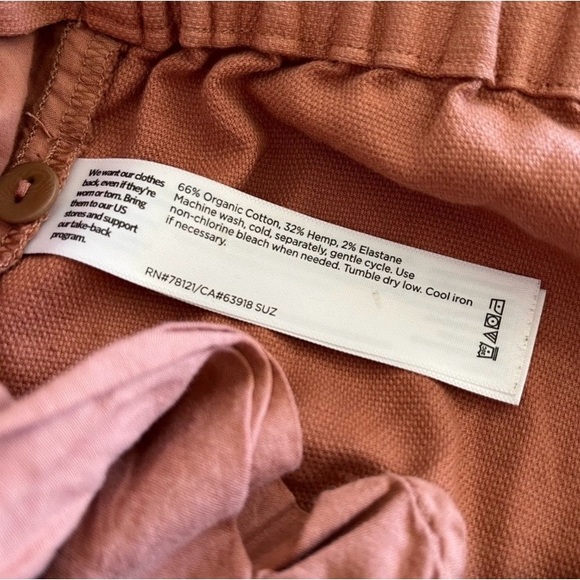 We want our clothes
back, even if they're
worn or torn. Bring
them to our US
stores and support
our take-back
program.
66% Organic Cotton, 32% Hemp, 2% Elastane
Machine wash, cold, separately, gentle cycle. Use
non-chlorine bleach when needed. Tumble dry low. Cool iron
if necessary.
RN#78121/CA#63918 SUZ